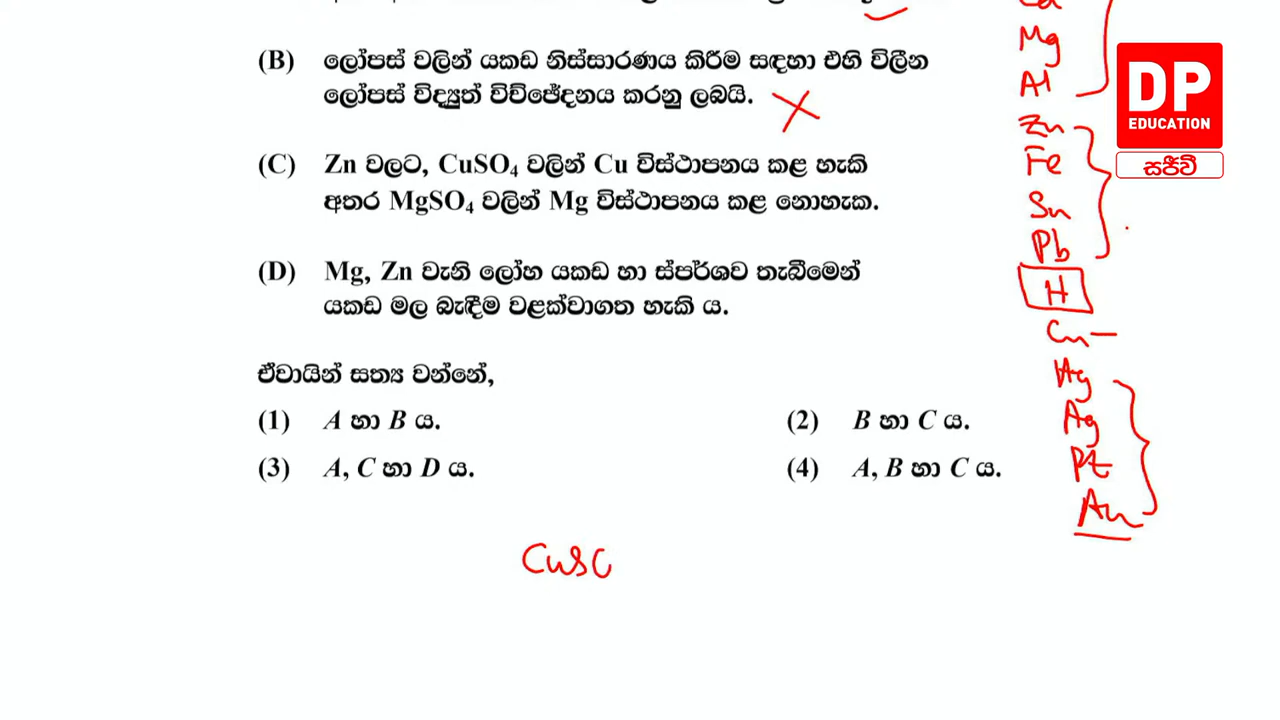 (B) ලෝපස් වලින් යකඩ නිස්සාරණය කිරීම සඳහා එහි විලීන
ලෝපස් විද්‍යුත් විච්ඡේදනය කරනු ලබයි.
(C) Zn වලට, CuSO₄ වලින් Cu විස්ථාපනය කළ හැකි
අතර MgSO₄ වලින් Mg විස්ථාපනය කළ නොහැක.
(D) Mg, Zn වැනි ලෝහ යකඩ හා ස්පර්ශව තැබීමෙන්
යකඩ මල බැඳීම වළක්වාගත හැකි ය.
ඒවායින් සත්‍ය වන්නේ,
(1) A හා B ය.
(2) B හා C ය.
(3) A, C හා D ය.
(4) A, B හා C ය.
CuSO
Mg
Al
Zn
Fe
Sn
Pb
H
Cu
Hg
Ag
Pt
Au
DP
EDUCATION
සජීවී